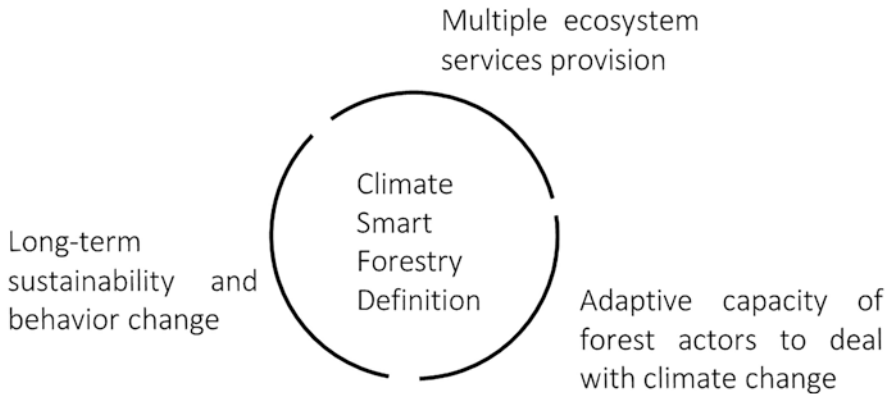 Multiple ecosystem
services provision
Climate
Smart
Forestry
Definition
Long-term
sustainability and
behavior change
Adaptive capacity of
forest actors to deal
with climate change